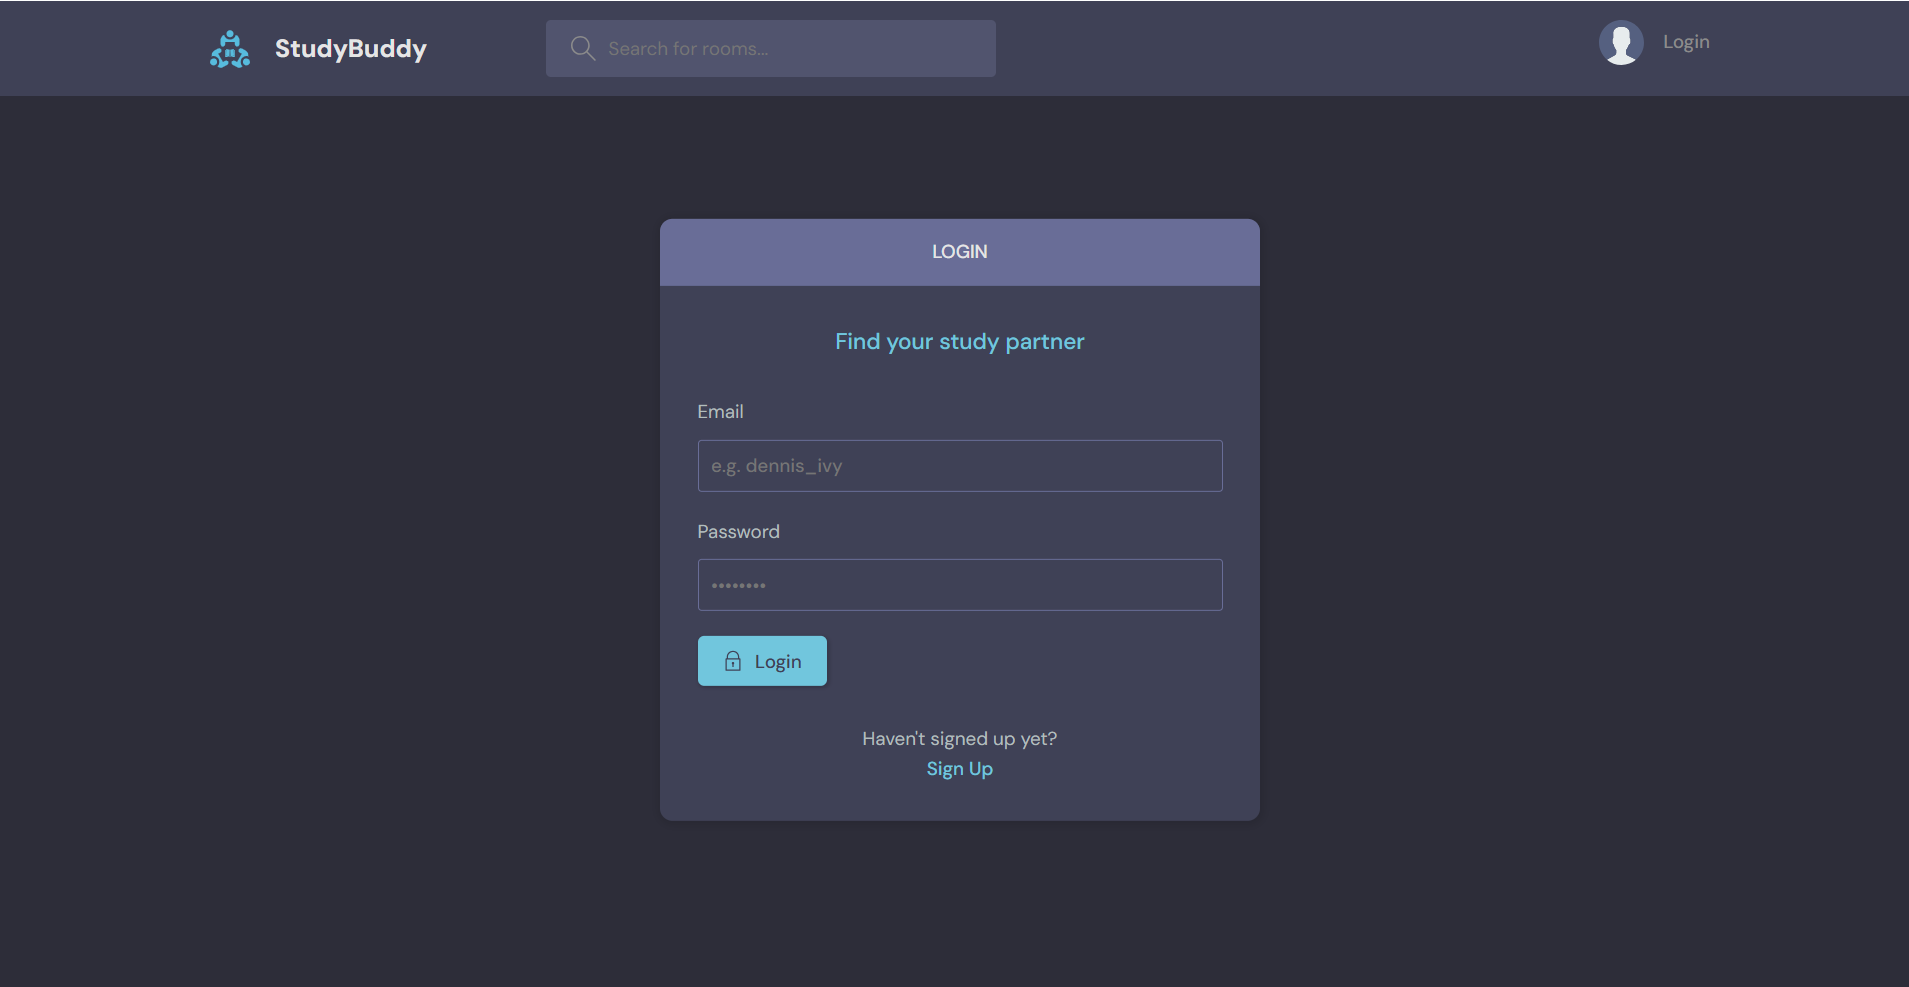 StudyBuddy
Search for rooms...
Login
LOGIN
Find your study partner
Email
e.g. dennis_ivy
Password
••••••••
Login
Haven't signed up yet?
Sign Up